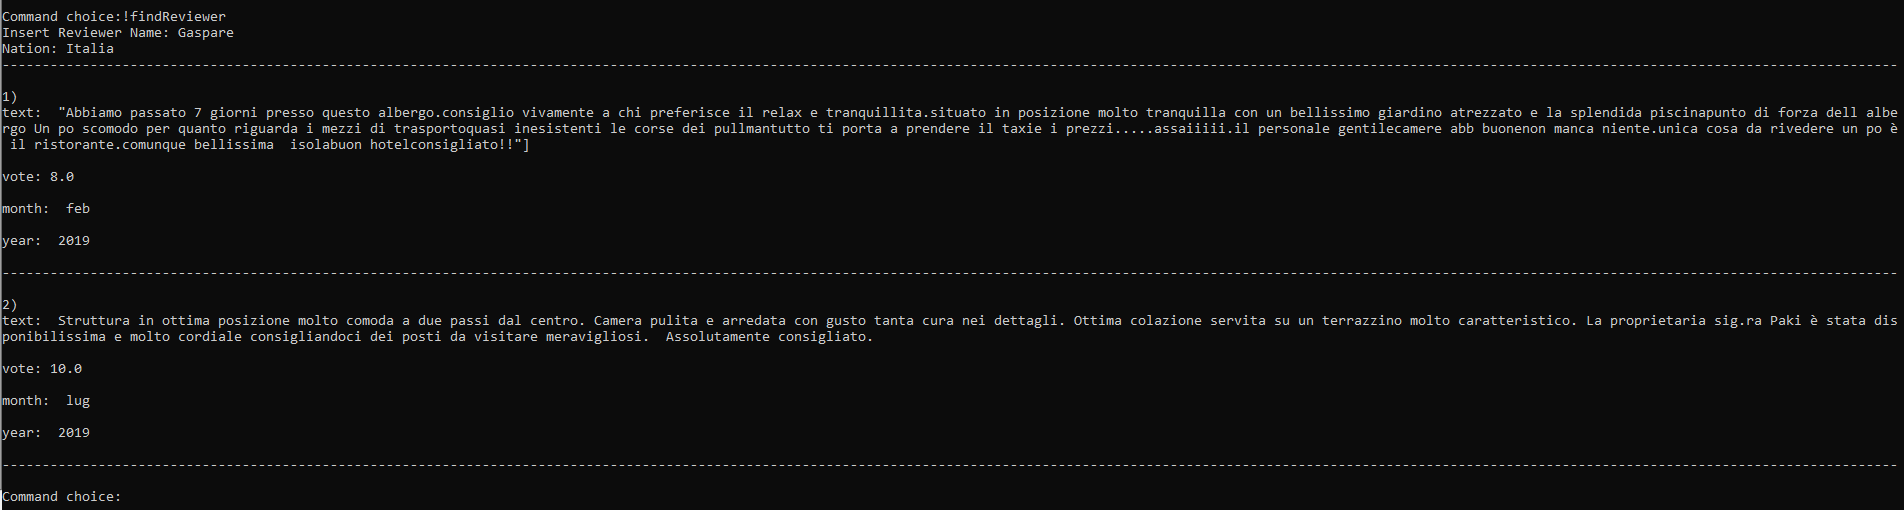 Command choice:!findReviewer
Insert Reviewer Name: Gaspare
Nation: Italia
---------------------------------------------------------------------------------------------------------------------------------------------------------------------------------------------------------------------------------------------
1)
text:  "Abbiamo passato 7 giorni presso questo albergo.consiglio vivamente a chi preferisce il relax e tranquillita.situato in posizione molto tranquilla con un bellissimo giardino atrezzato e la splendida piscinapunto di forza dell albe
rgo Un po scomodo per quanto riguarda i mezzi di trasportoquasi inesistenti le corse dei pullmantutto ti porta a prendere il taxie i prezzi.....assaiiiii.il personale gentilecamere abb buonenon manca niente.unica cosa da rivedere un po è
 il ristorante.comunque bellissima  isolabuon hotelconsigliato!!"]
vote: 8.0
month:  feb
year:  2019
---------------------------------------------------------------------------------------------------------------------------------------------------------------------------------------------------------------------------------------------
2)
text:  Struttura in ottima posizione molto comoda a due passi dal centro. Camera pulita e arredata con gusto tanta cura nei dettagli. Ottima colazione servita su un terrazzino molto caratteristico. La proprietaria sig.ra Paki è stata dis
ponibilissima e molto cordiale consigliandoci dei posti da visitare meravigliosi.  Assolutamente consigliato.
vote: 10.0
month:  lug
year:  2019
---------------------------------------------------------------------------------------------------------------------------------------------------------------------------------------------------------------------------------------------
Command choice: